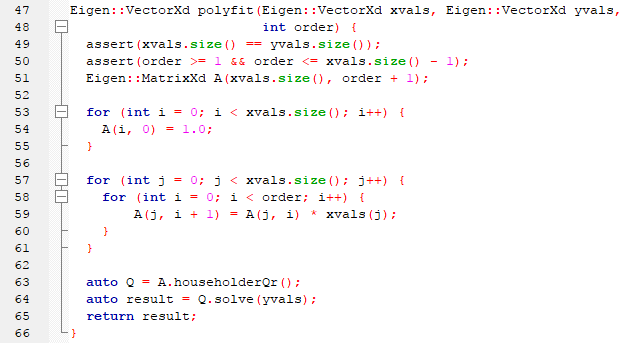 47 Eigen::VectorXd polyfit(Eigen::VectorXd xvals, Eigen::VectorXd yvals,
48                         int order) {
49   assert(xvals.size() == yvals.size());
50   assert(order >= 1 && order <= xvals.size() - 1);
51   Eigen::MatrixXd A(xvals.size(), order + 1);
52
53   for (int i = 0; i < xvals.size(); i++) {
54     A(i, 0) = 1.0;
55   }
56
57   for (int j = 0; j < xvals.size(); j++) {
58     for (int i = 0; i < order; i++) {
59         A(j, i + 1) = A(j, i) * xvals(j);
60     }
61   }
62
63   auto Q = A.householderQr();
64   auto result = Q.solve(yvals);
65   return result;
66 }